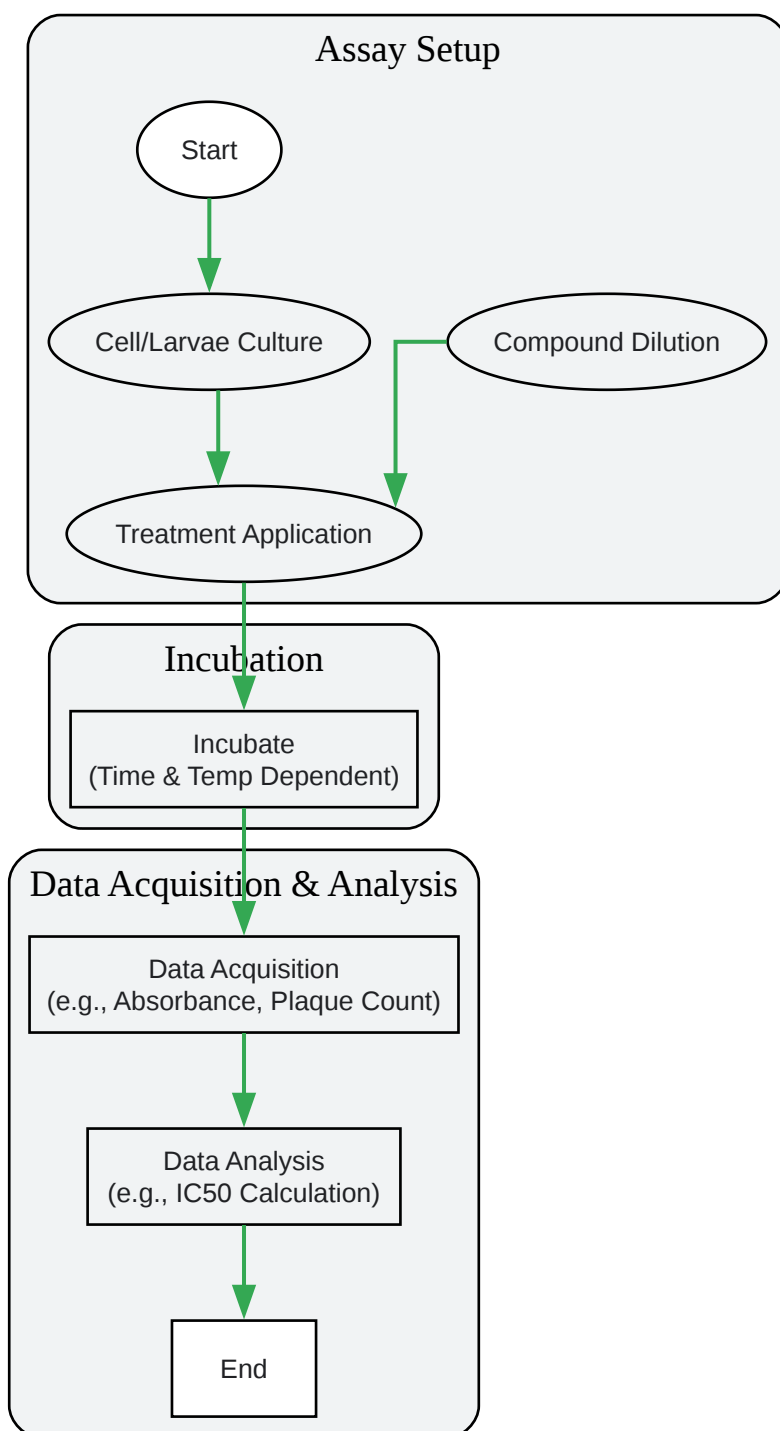 Assay Setup
Start
Cell/Larvae Culture
Compound Dilution
Treatment Application
Incubation
Incubate
(Time & Temp Dependent)
Data Acquisition & Analysis
Data Acquisition
(e.g., Absorbance, Plaque Count)
Data Analysis
(e.g., IC50 Calculation)
End